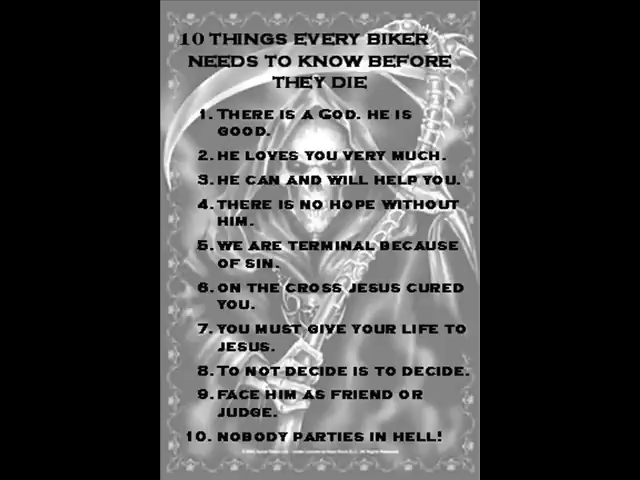 10 THINGS EVERY BIKER
NEEDS TO KNOW BEFORE
THEY DIE
1. THERE IS A GOD. HE IS
GOOD.
2. HE LOVES YOU VERY MUCH.
3. HE CAN AND WILL HELP YOU.
4. THERE IS NO HOPE WITHOUT
HIM.
5. WE ARE TERMINAL BECAUSE
OF SIN.
6. ON THE CROSS JESUS CURED
YOU.
7. YOU MUST GIVE YOUR LIFE TO
JESUS.
8. TO NOT DECIDE IS TO DECIDE.
9. FACE HIM AS FRIEND OR
JUDGE.
10. NOBODY PARTIES IN HELL!
All Rights Reserved